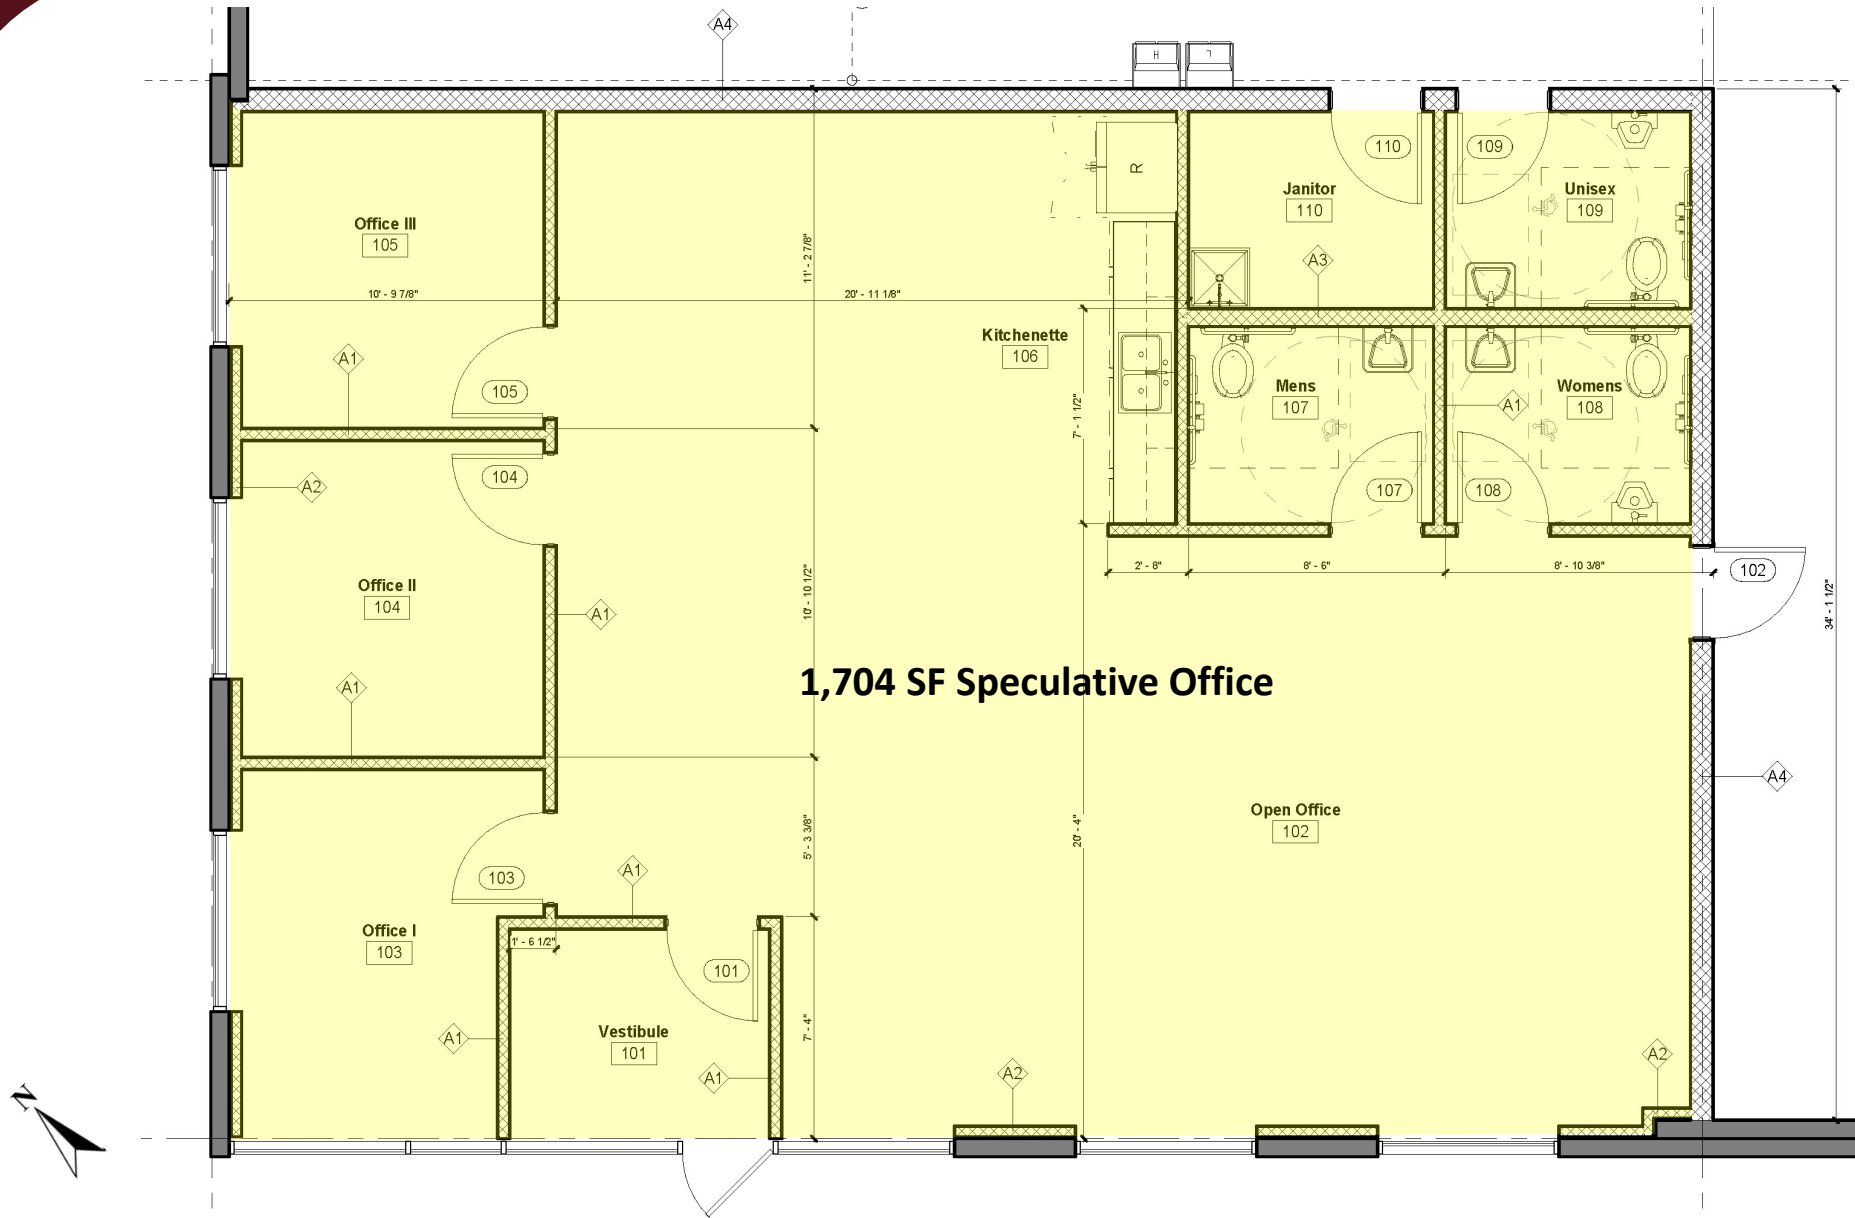 A4
H
110
109
Janitor
110
Unisex
109
R
Office III
105
11' - 2 7/8"
A3
10' - 9 7/8"
20' - 11 1/8"
Kitchenette
106
A1
105
Mens
107
Womens
108
A1
7' - 1 1/2"
104
A2
107
108
2' - 8"
8' - 6"
8' - 10 3/8"
102
Office II
104
10' - 10 1/2"
A1
34' - 1 1/2"
1,704 SF Speculative Office
A1
A4
Open Office
102
5' - 3 3/8"
20' - 4"
103
A1
Office I
103
1' - 6 1/2"
101
Vestibule
101
A1
A1
7' - 4"
A2
A2
N